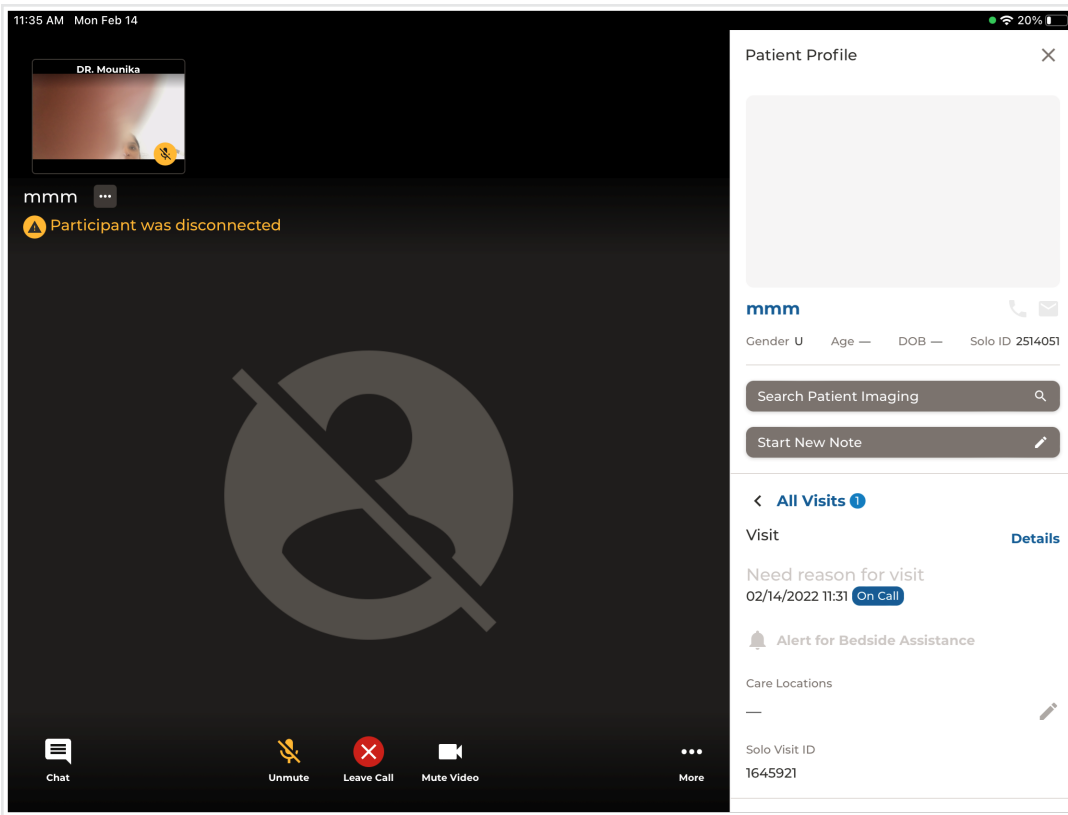 11:35 AM Mon Feb 14
20%
DR. Mounika
mmm
Participant was disconnected
Chat
Unmute
Leave Call
Mute Video
More
Patient Profile
mmm
Gender U Age — DOB — Solo ID 2514051
Search Patient Imaging
Start New Note
All Visits 1
Visit
Details
Need reason for visit
02/14/2022 11:31 On Call
Alert for Bedside Assistance
Care Locations
—
Solo Visit ID
1645921